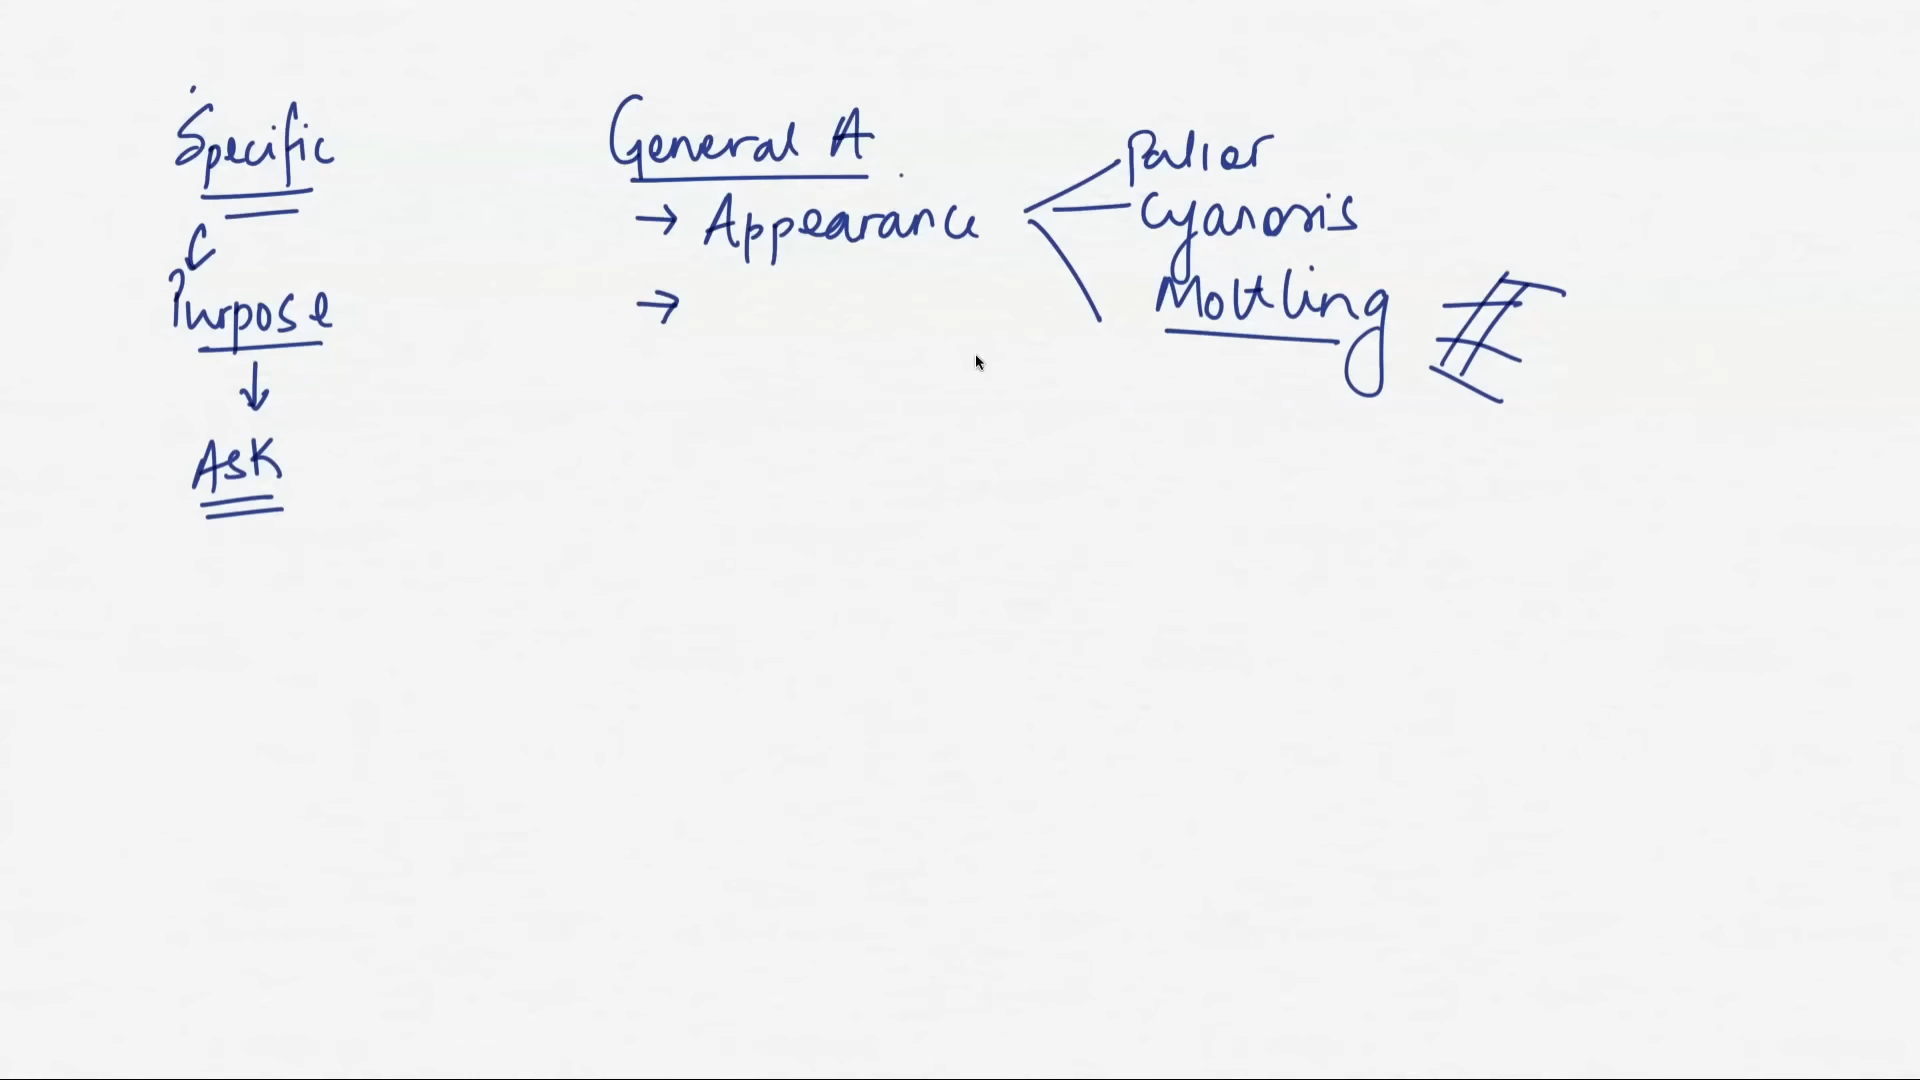 Specific
Purpose
Ask
General A
→ Appearance
Pallor
Cyanosis
Mottling
→